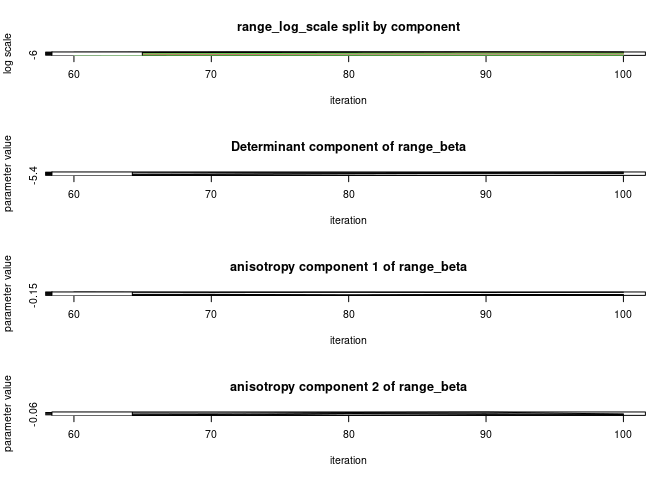 range_log_scale split by component
log scale
-6
60 70 80 90 100
iteration
Determinant component of range_beta
parameter value
-5.4
60 70 80 90 100
iteration
anisotropy component 1 of range_beta
parameter value
-0.15
60 70 80 90 100
iteration
anisotropy component 2 of range_beta
parameter value
-0.06
60 70 80 90 100
iteration